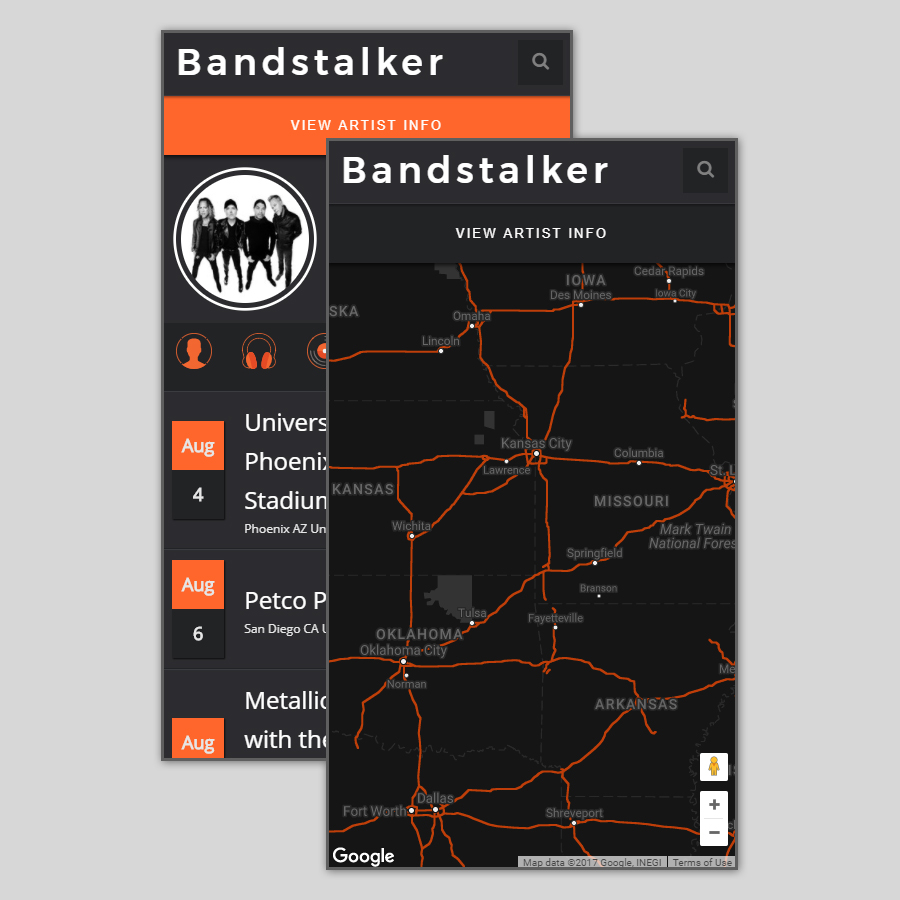 Bandstalker
VIEW ARTIST INFO
Aug
4
Univers
Phoenix
Stadium
Phoenix AZ Un
Aug
6
Petco P
San Diego CA U
Aug
Metallic
with the
Bandstalker
VIEW ARTIST INFO
Cedar Rapids
IOWA
Des Moines
Iowa City
SKA
Omaha
Lincoln
Kansas City
Columbia
Lawrence
St. L
KANSAS
MISSOURI
Wichita
Mark Twain
National Fores
Springfield
Branson
Tulsa
Fayetteville
OKLAHOMA
Oklahoma City
Me
Norman
ARKANSAS
Dallas
Fort Worth
Shreveport
+
−
Google
Map data ©2017 Google, INEGI
Terms of Use